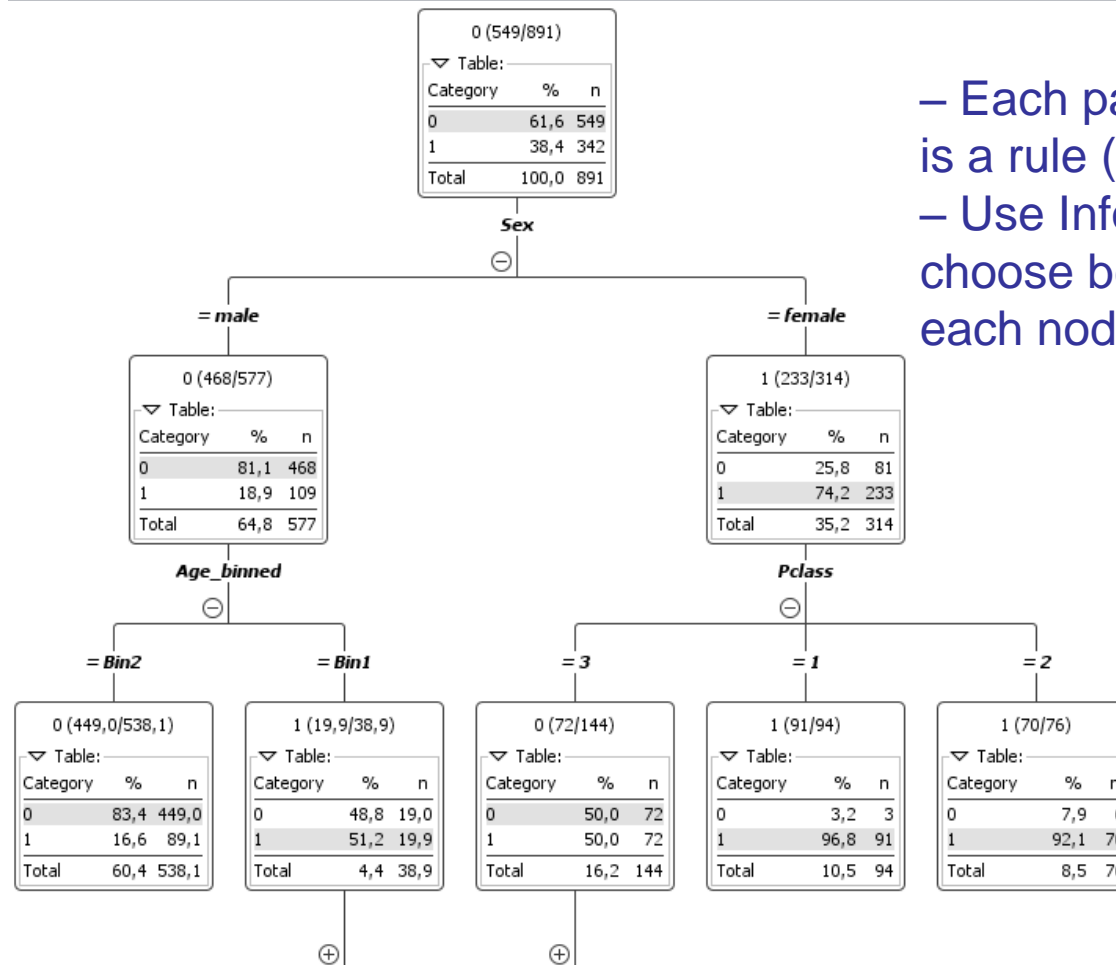 0 (549/891)
Table:
Category % n
0 61,6 549
1 38,4 342
Total 100,0 891
– Each pa
is a rule (
– Use Info
choose be
each nod
Sex
= male
= female
0 (468/577)
Table:
Category % n
0 81,1 468
1 18,9 109
Total 64,8 577
1 (233/314)
Table:
Category % n
0 25,8 81
1 74,2 233
Total 35,2 314
Age_binned
Pclass
= Bin2
= Bin1
= 3
= 1
= 2
0 (449,0/538,1)
Table:
Category % n
0 83,4 449,0
1 16,6 89,1
Total 60,4 538,1
1 (19,9/38,9)
Table:
Category % n
0 48,8 19,0
1 51,2 19,9
Total 4,4 38,9
0 (72/144)
Table:
Category % n
0 50,0 72
1 50,0 72
Total 16,2 144
1 (91/94)
Table:
Category % n
0 3,2 3
1 96,8 91
Total 10,5 94
1 (70/76)
Table:
Category % n
0 7,9
1 92,1 7
Total 8,5 7